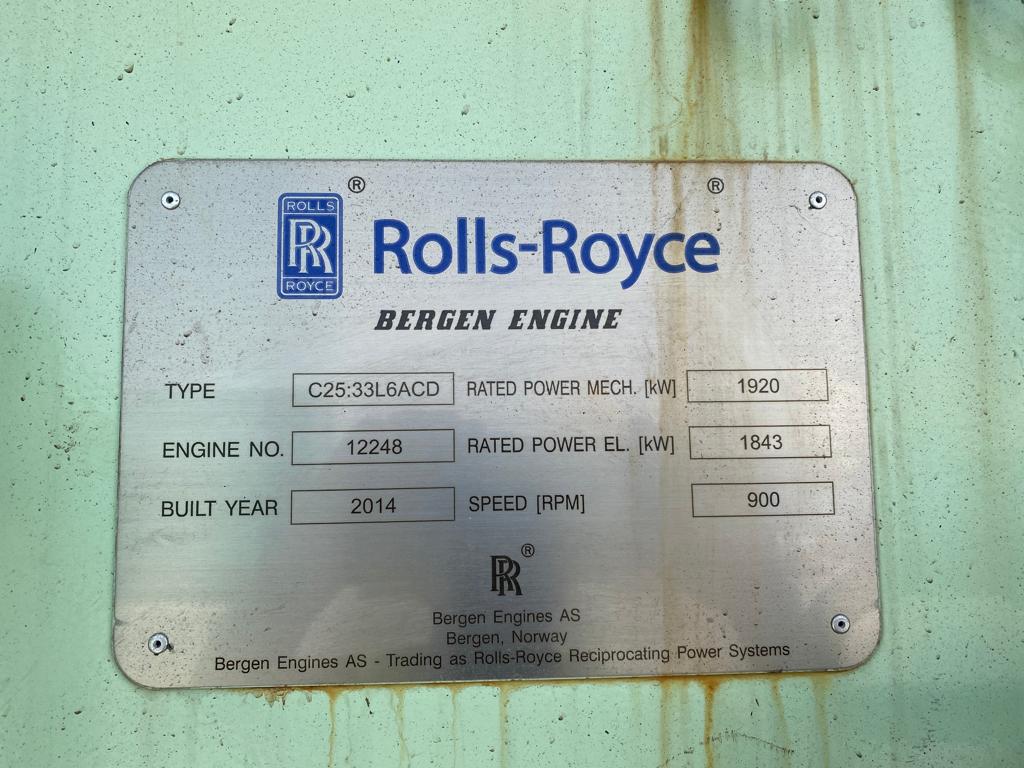 ® ®
ROLLS
RR
ROYCE
Rolls-Royce
BERGEN ENGINE
TYPE C25:33L6ACD RATED POWER MECH. [kW] 1920
ENGINE NO. 12248 RATED POWER EL. [kW] 1843
BUILT YEAR 2014 SPEED [RPM] 900
RR ®
Bergen Engines AS
Bergen, Norway
Bergen Engines AS - Trading as Rolls-Royce Reciprocating Power Systems